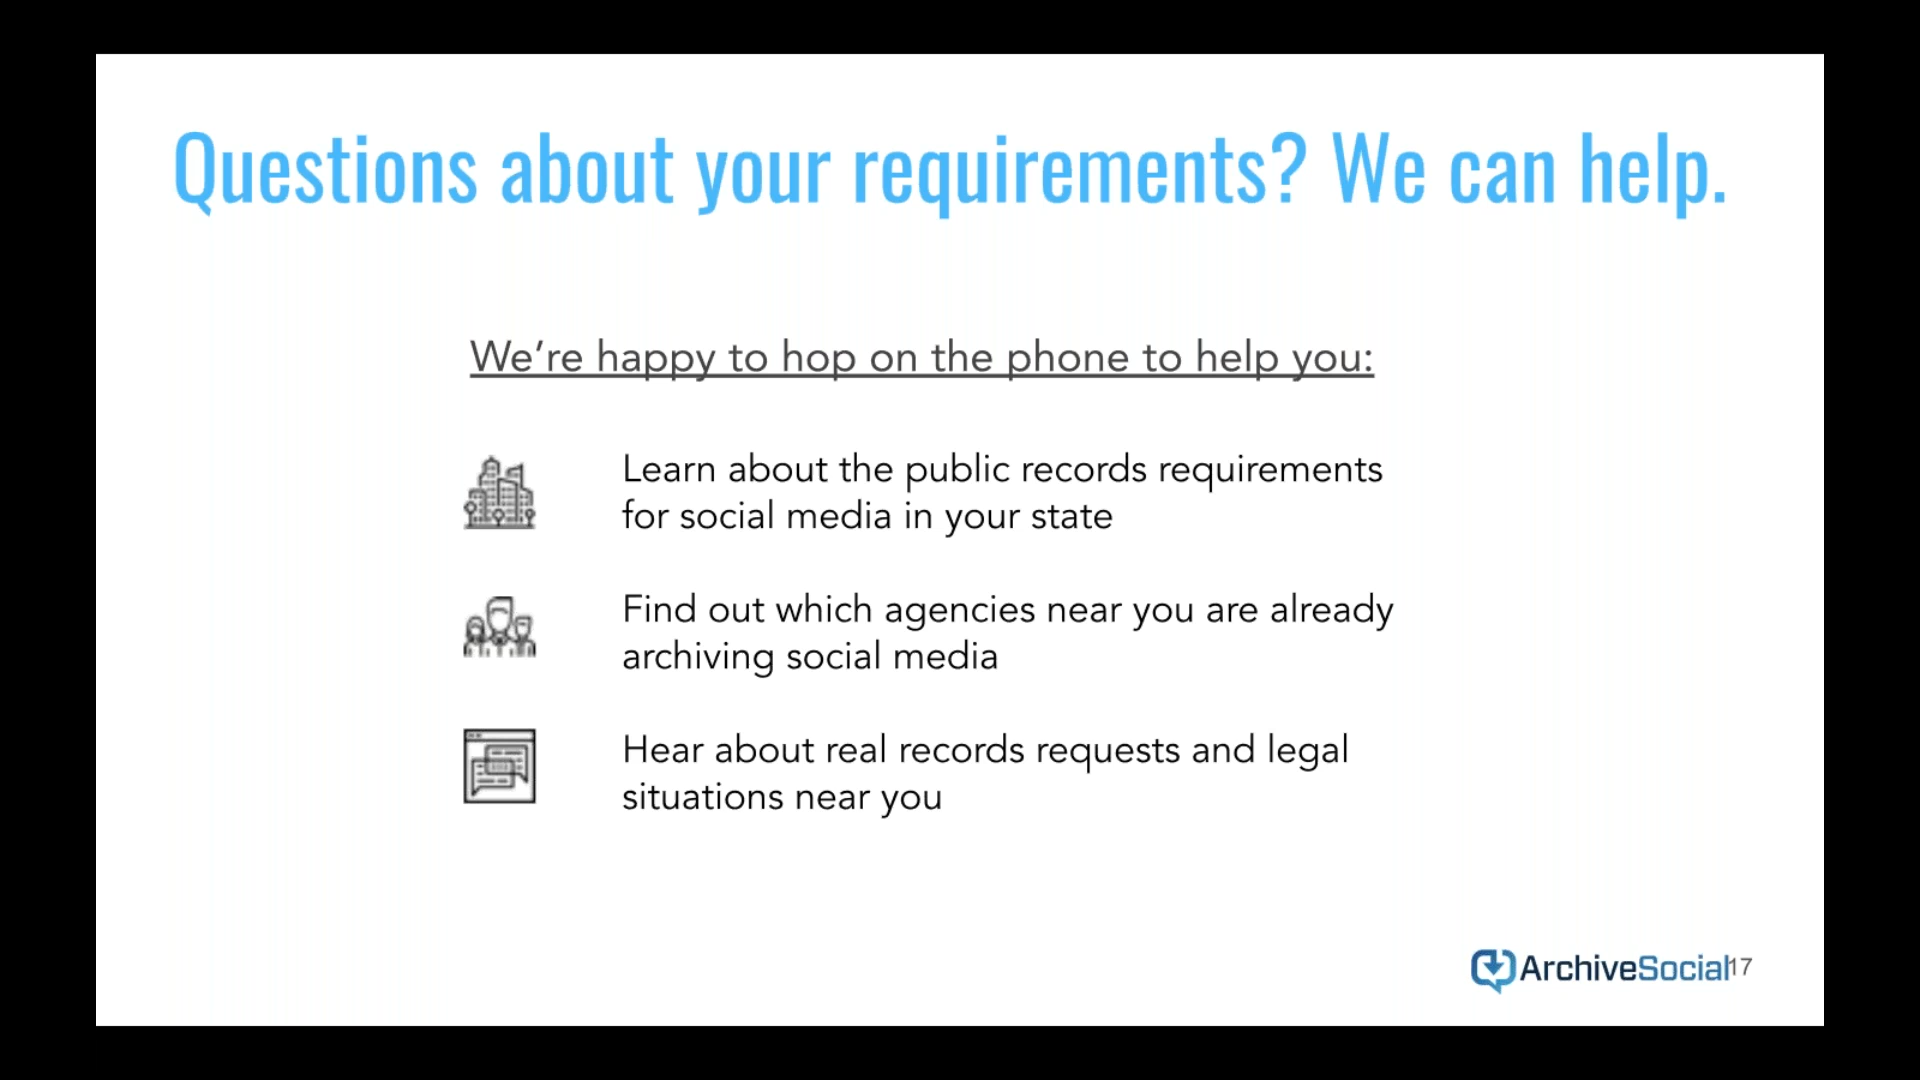 Questions about your requirements? We can help.
We're happy to hop on the phone to help you:
Learn about the public records requirements
for social media in your state
Find out which agencies near you are already
archiving social media
Hear about real records requests and legal
situations near you
ArchiveSocial 17